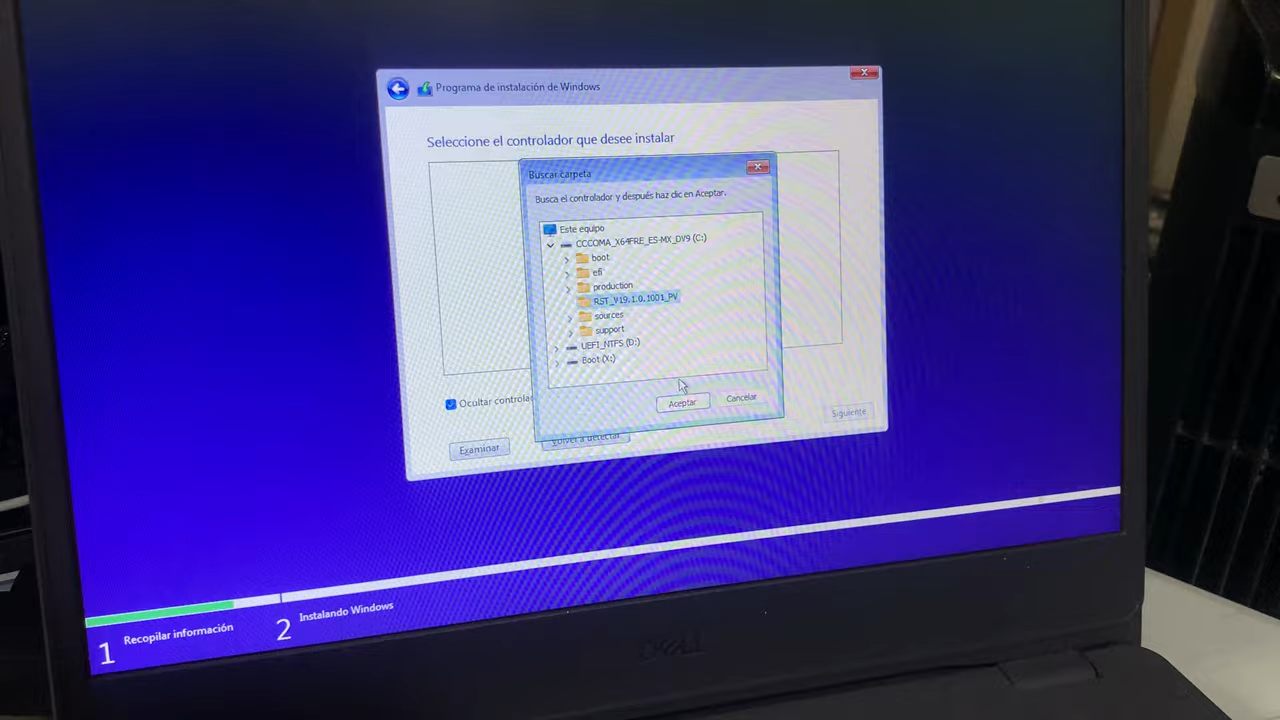 Programa de instalación de Windows
Seleccione el controlador que desee instalar
Buscar carpeta
Busca el controlador y después haz clic en Aceptar.
Este equipo
CCCOMA_X64FRE_ES-MX_DV9 (C:)
boot
efi
production
RST_V19.1.0.1001_PV
sources
support
UEFI_NTFS (D:)
Boot (X:)
Aceptar
Cancelar
Ocultar controla
Siguiente
Examinar
Volver a detectar
1 Recopilar información
2 Instalando Windows
DELL